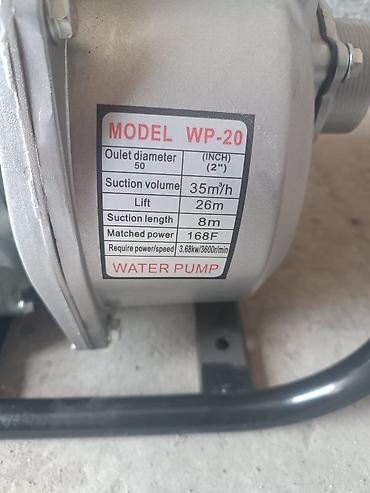 MODEL WP-20
Oulet diameter (INCH)
50 (2")
Suction volume 35m³/h
Lift 26m
Suction length 8m
Matched power 168F
Require power/speed 3.68kw/3600r/min
WATER PUMP